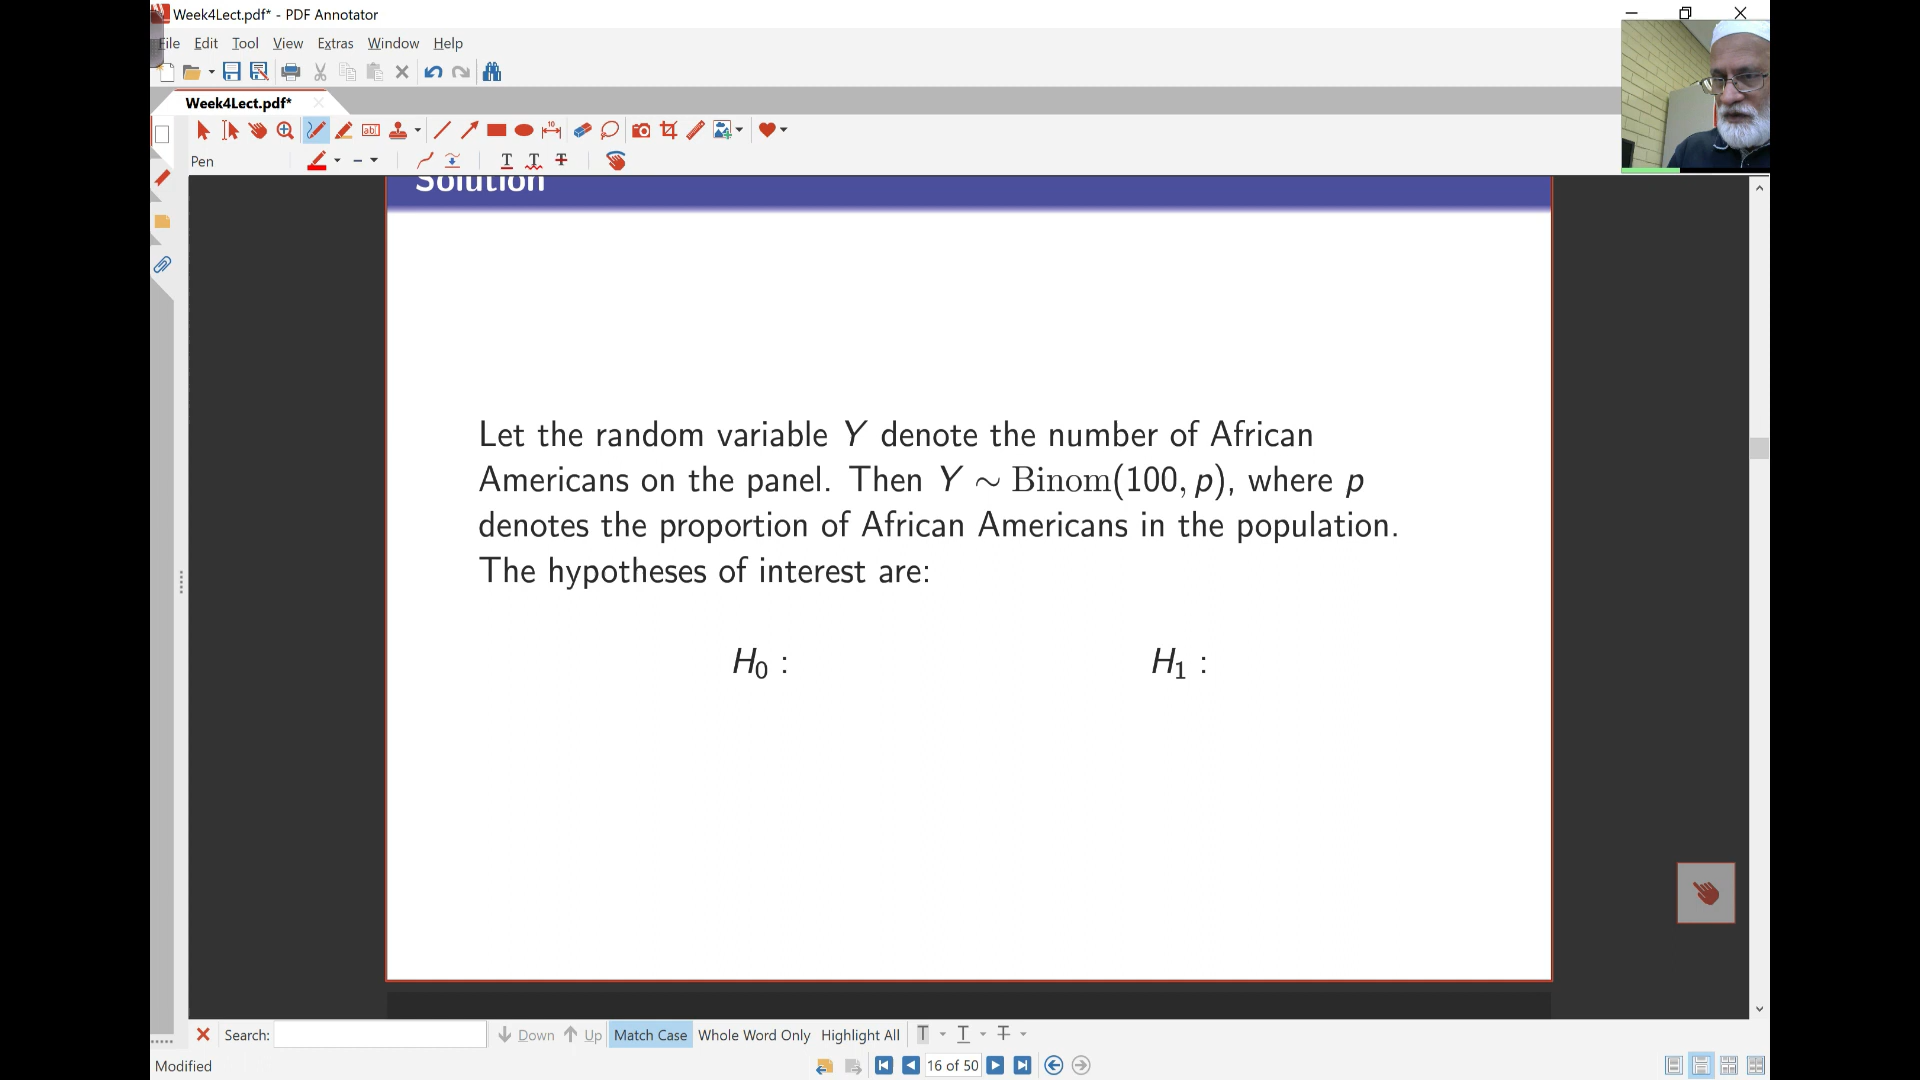 Week4Lect.pdf* - PDF Annotator
File Edit Tool View Extras Window Help
Week4Lect.pdf*
Pen
Solution
Let the random variable Y denote the number of African
Americans on the panel. Then Y ∼ Binom(100, p), where p
denotes the proportion of African Americans in the population.
The hypotheses of interest are:
H₀ : H₁ :
Search: Down Up Match Case Whole Word Only Highlight All
Modified 16 of 50